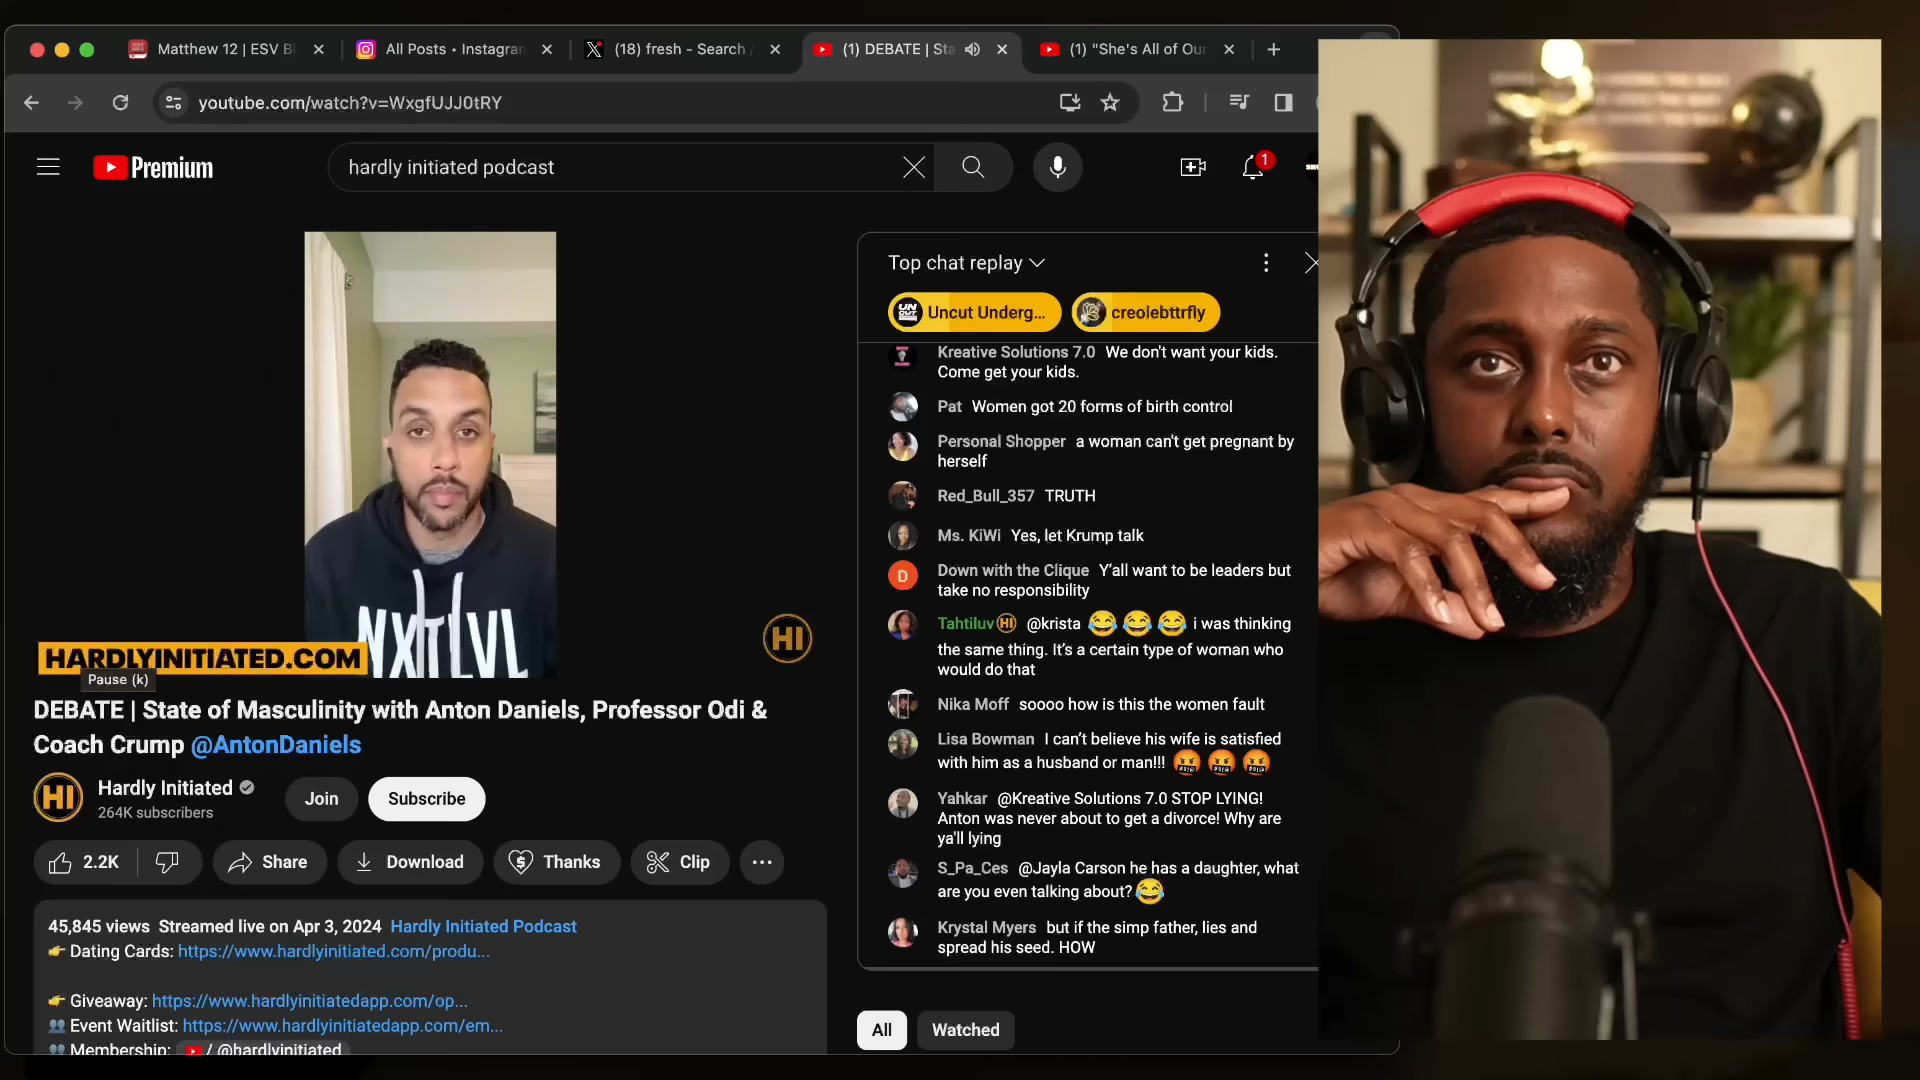 Matthew 12 | ESV Bi
All Posts • Instagran
(18) fresh - Search
(1) DEBATE | Sta
(1) "She's All of Our
youtube.com/watch?v=WxgfUJJ0tRY
Premium
hardly initiated podcast
1
Top chat replay
UN CUT
Uncut Underg...
creolebttrfly
Kreative Solutions 7.0 We don't want your kids.
Come get your kids.
Pat Women got 20 forms of birth control
Personal Shopper a woman can't get pregnant by
herself
Red_Bull_357 TRUTH
Ms. KiWi Yes, let Krump talk
D
Down with the Clique Y'all want to be leaders but
take no responsibility
Tahtiluv HI @krista 😂😂😂 i was thinking
the same thing. It's a certain type of woman who
would do that
Nika Moff soooo how is this the women fault
Lisa Bowman I can't believe his wife is satisfied
with him as a husband or man!!! 🤬🤬🤬
Yahkar @Kreative Solutions 7.0 STOP LYING!
Anton was never about to get a divorce! Why are
ya'll lying
S_Pa_Ces @Jayla Carson he has a daughter, what
are you even talking about?😂
Krystal Myers but if the simp father, lies and
spread his seed. HOW
All
Watched
NXTLVL
HI
HARDLYINITIATED.COM
Pause (k)
DEBATE | State of Masculinity with Anton Daniels, Professor Odi &
Coach Crump @AntonDaniels
HI
Hardly Initiated
264K subscribers
Join
Subscribe
2.2K
Share
Download
Thanks
Clip
45,845 views Streamed live on Apr 3, 2024 Hardly Initiated Podcast
👉 Dating Cards: https://www.hardlyinitiated.com/produ...
👉 Giveaway: https://www.hardlyinitiatedapp.com/op...
👥 Event Waitlist: https://www.hardlyinitiatedapp.com/em...
👥 Membership: / @hardlyinitiated